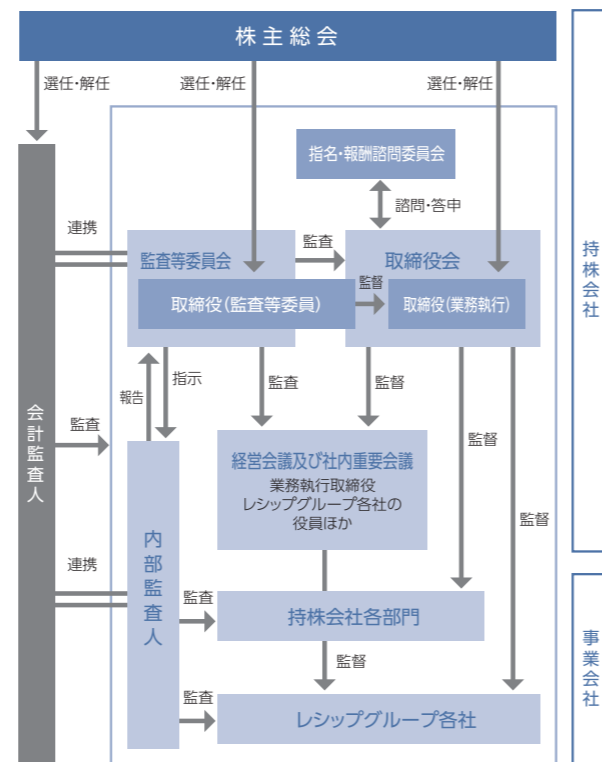 株主総会
選任・解任
選任・解任
選任・解任
指名・報酬諮問委員会
諮問・答申
連携
監査等委員会
監査
取締役会
取締役(監査等委員)
監督
取締役(業務執行)
報告
指示
監査
監督
監督
監督
会計監査人
監査
経営会議及び社内重要会議
業務執行取締役
レシップグループ各社の
役員ほか
連携
内部監査人
監査
持株会社各部門
監督
監査
レシップグループ各社
持株会社
事業会社